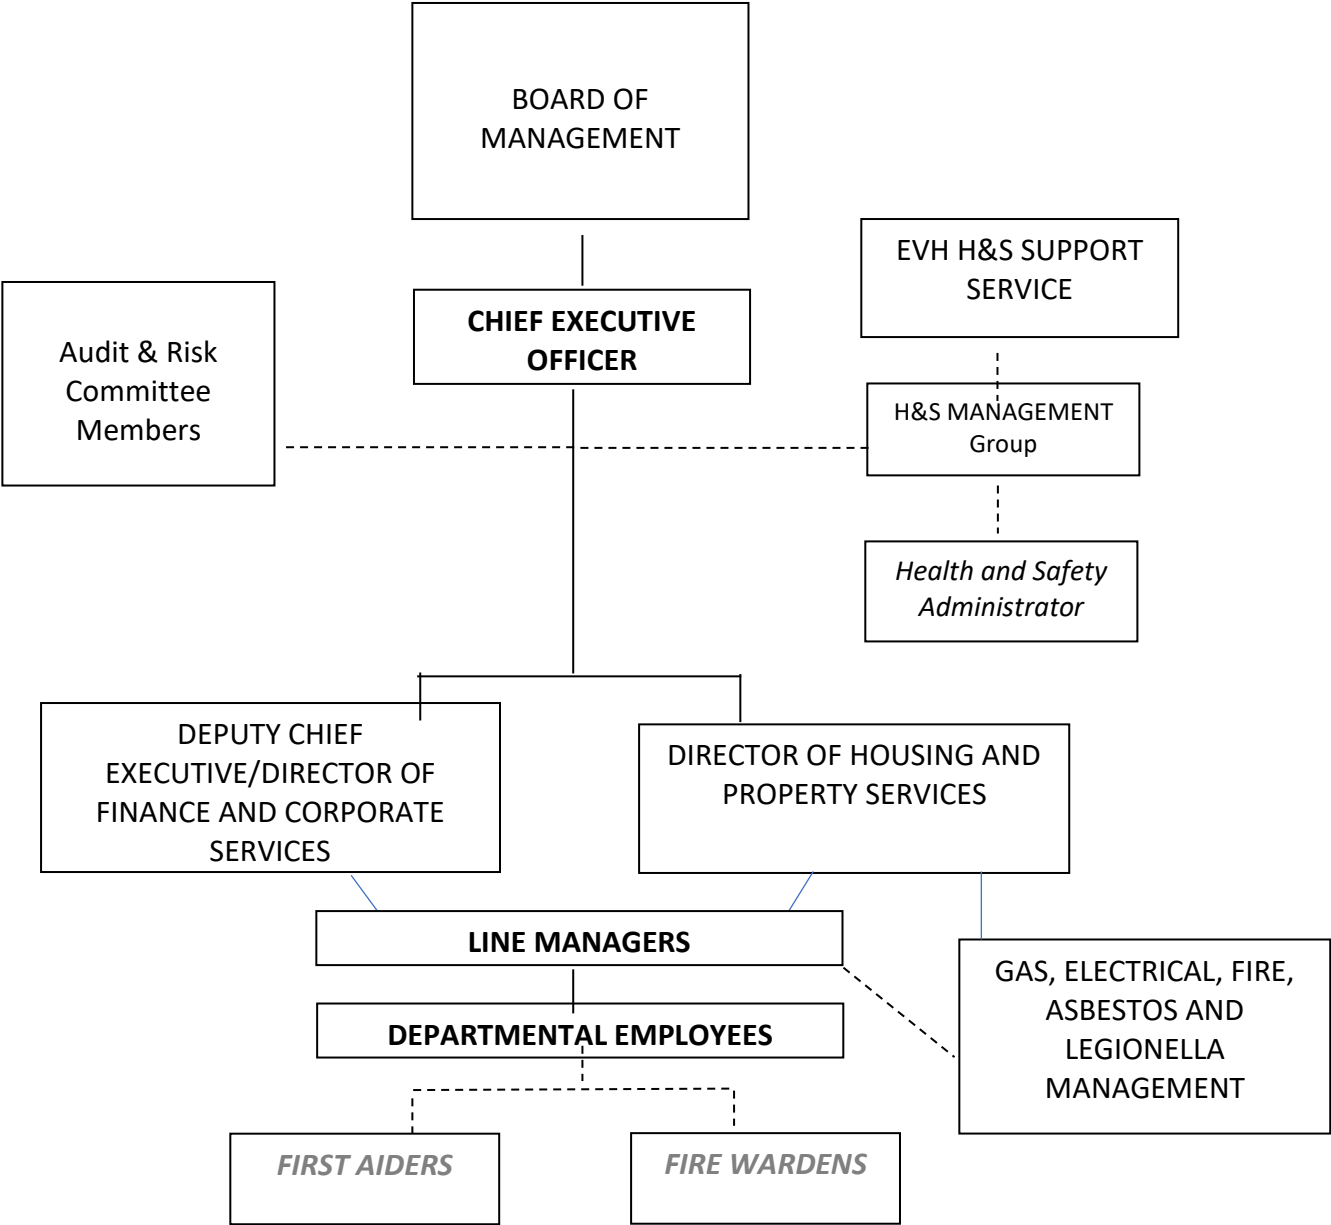 BOARD OF
MANAGEMENT
EVH H&S SUPPORT
SERVICE
CHIEF EXECUTIVE
OFFICER
Audit & Risk
Committee
Members
H&S MANAGEMENT
Group
Health and Safety
Administrator
DEPUTY CHIEF
EXECUTIVE/DIRECTOR OF
FINANCE AND CORPORATE
SERVICES
DIRECTOR OF HOUSING AND
PROPERTY SERVICES
LINE MANAGERS
GAS, ELECTRICAL, FIRE,
ASBESTOS AND
LEGIONELLA
MANAGEMENT
DEPARTMENTAL EMPLOYEES
FIRST AIDERS
FIRE WARDENS